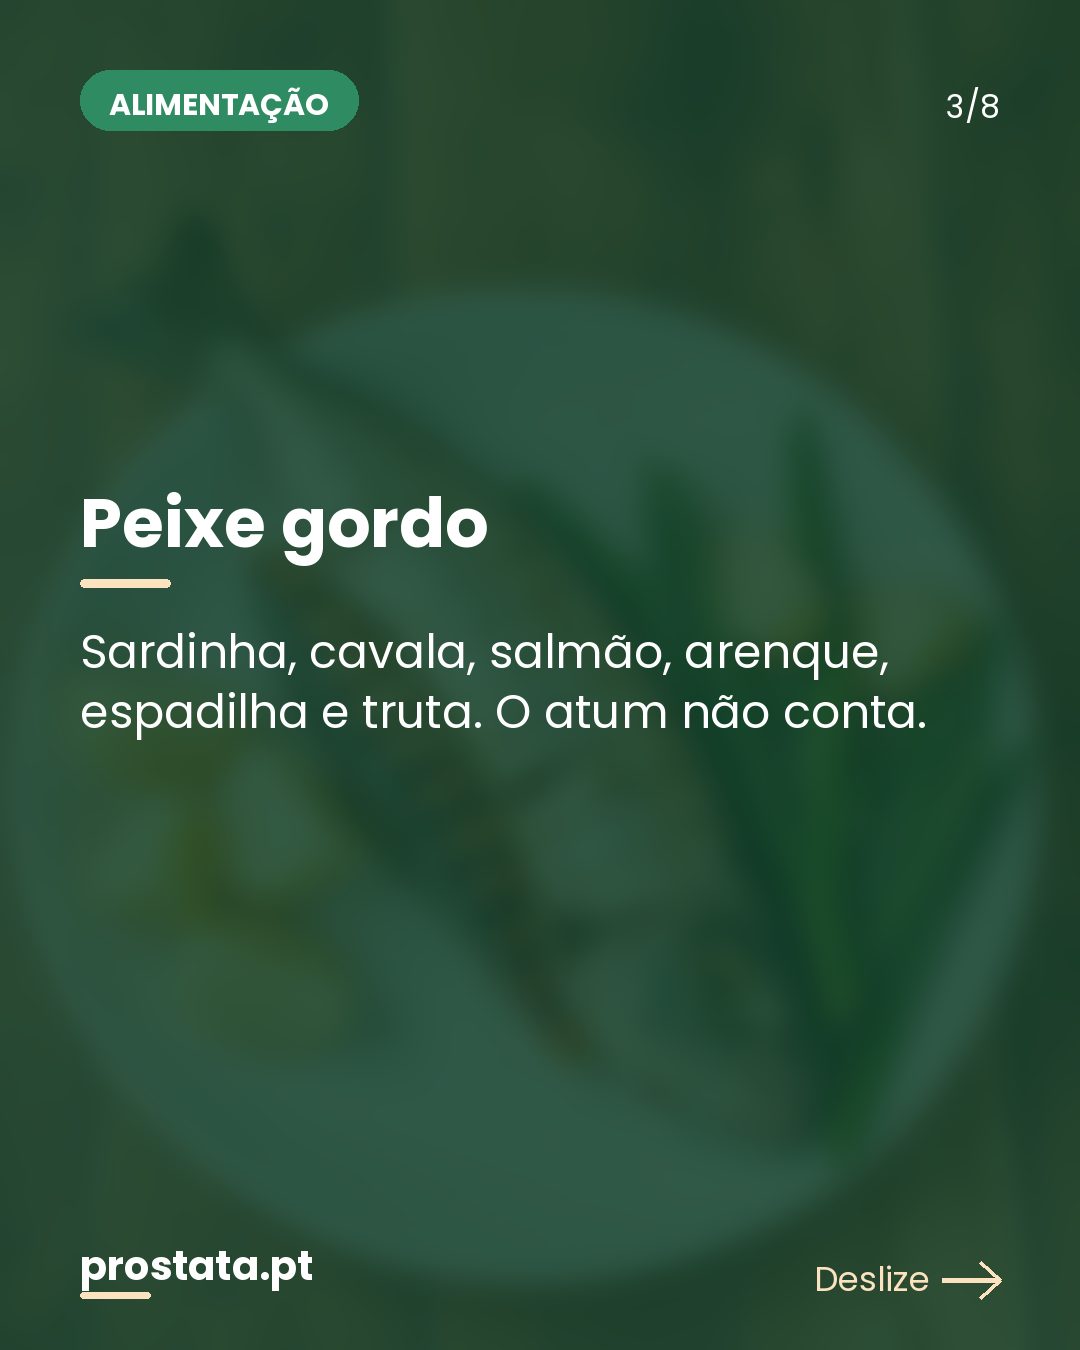 ALIMENTAÇÃO
3/8
Peixe gordo
Sardinha, cavala, salmão, arenque,
espadilha e truta. O atum não conta.
prostata.pt
Deslize